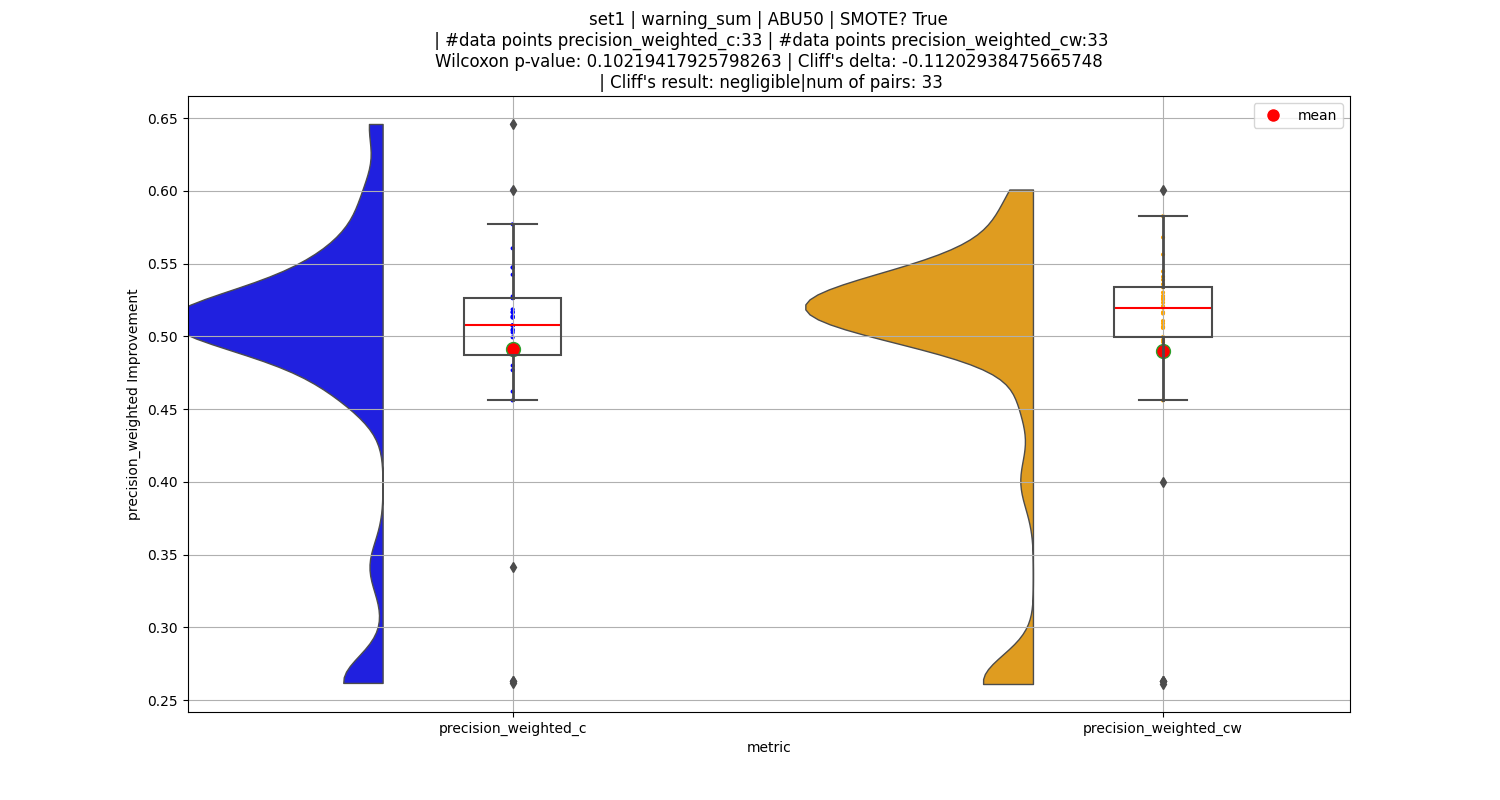 set1 | warning_sum | ABU50 | SMOTE? True
| #data points precision_weighted_c:33 | #data points precision_weighted_cw:33
Wilcoxon p-value: 0.10219417925798263 | Cliff's delta: -0.11202938475665748
| Cliff's result: negligible|num of pairs: 33
mean
0.65
0.60
0.55
0.50
0.45
0.40
0.35
0.30
0.25
precision_weighted Improvement
precision_weighted_c
precision_weighted_cw
metric